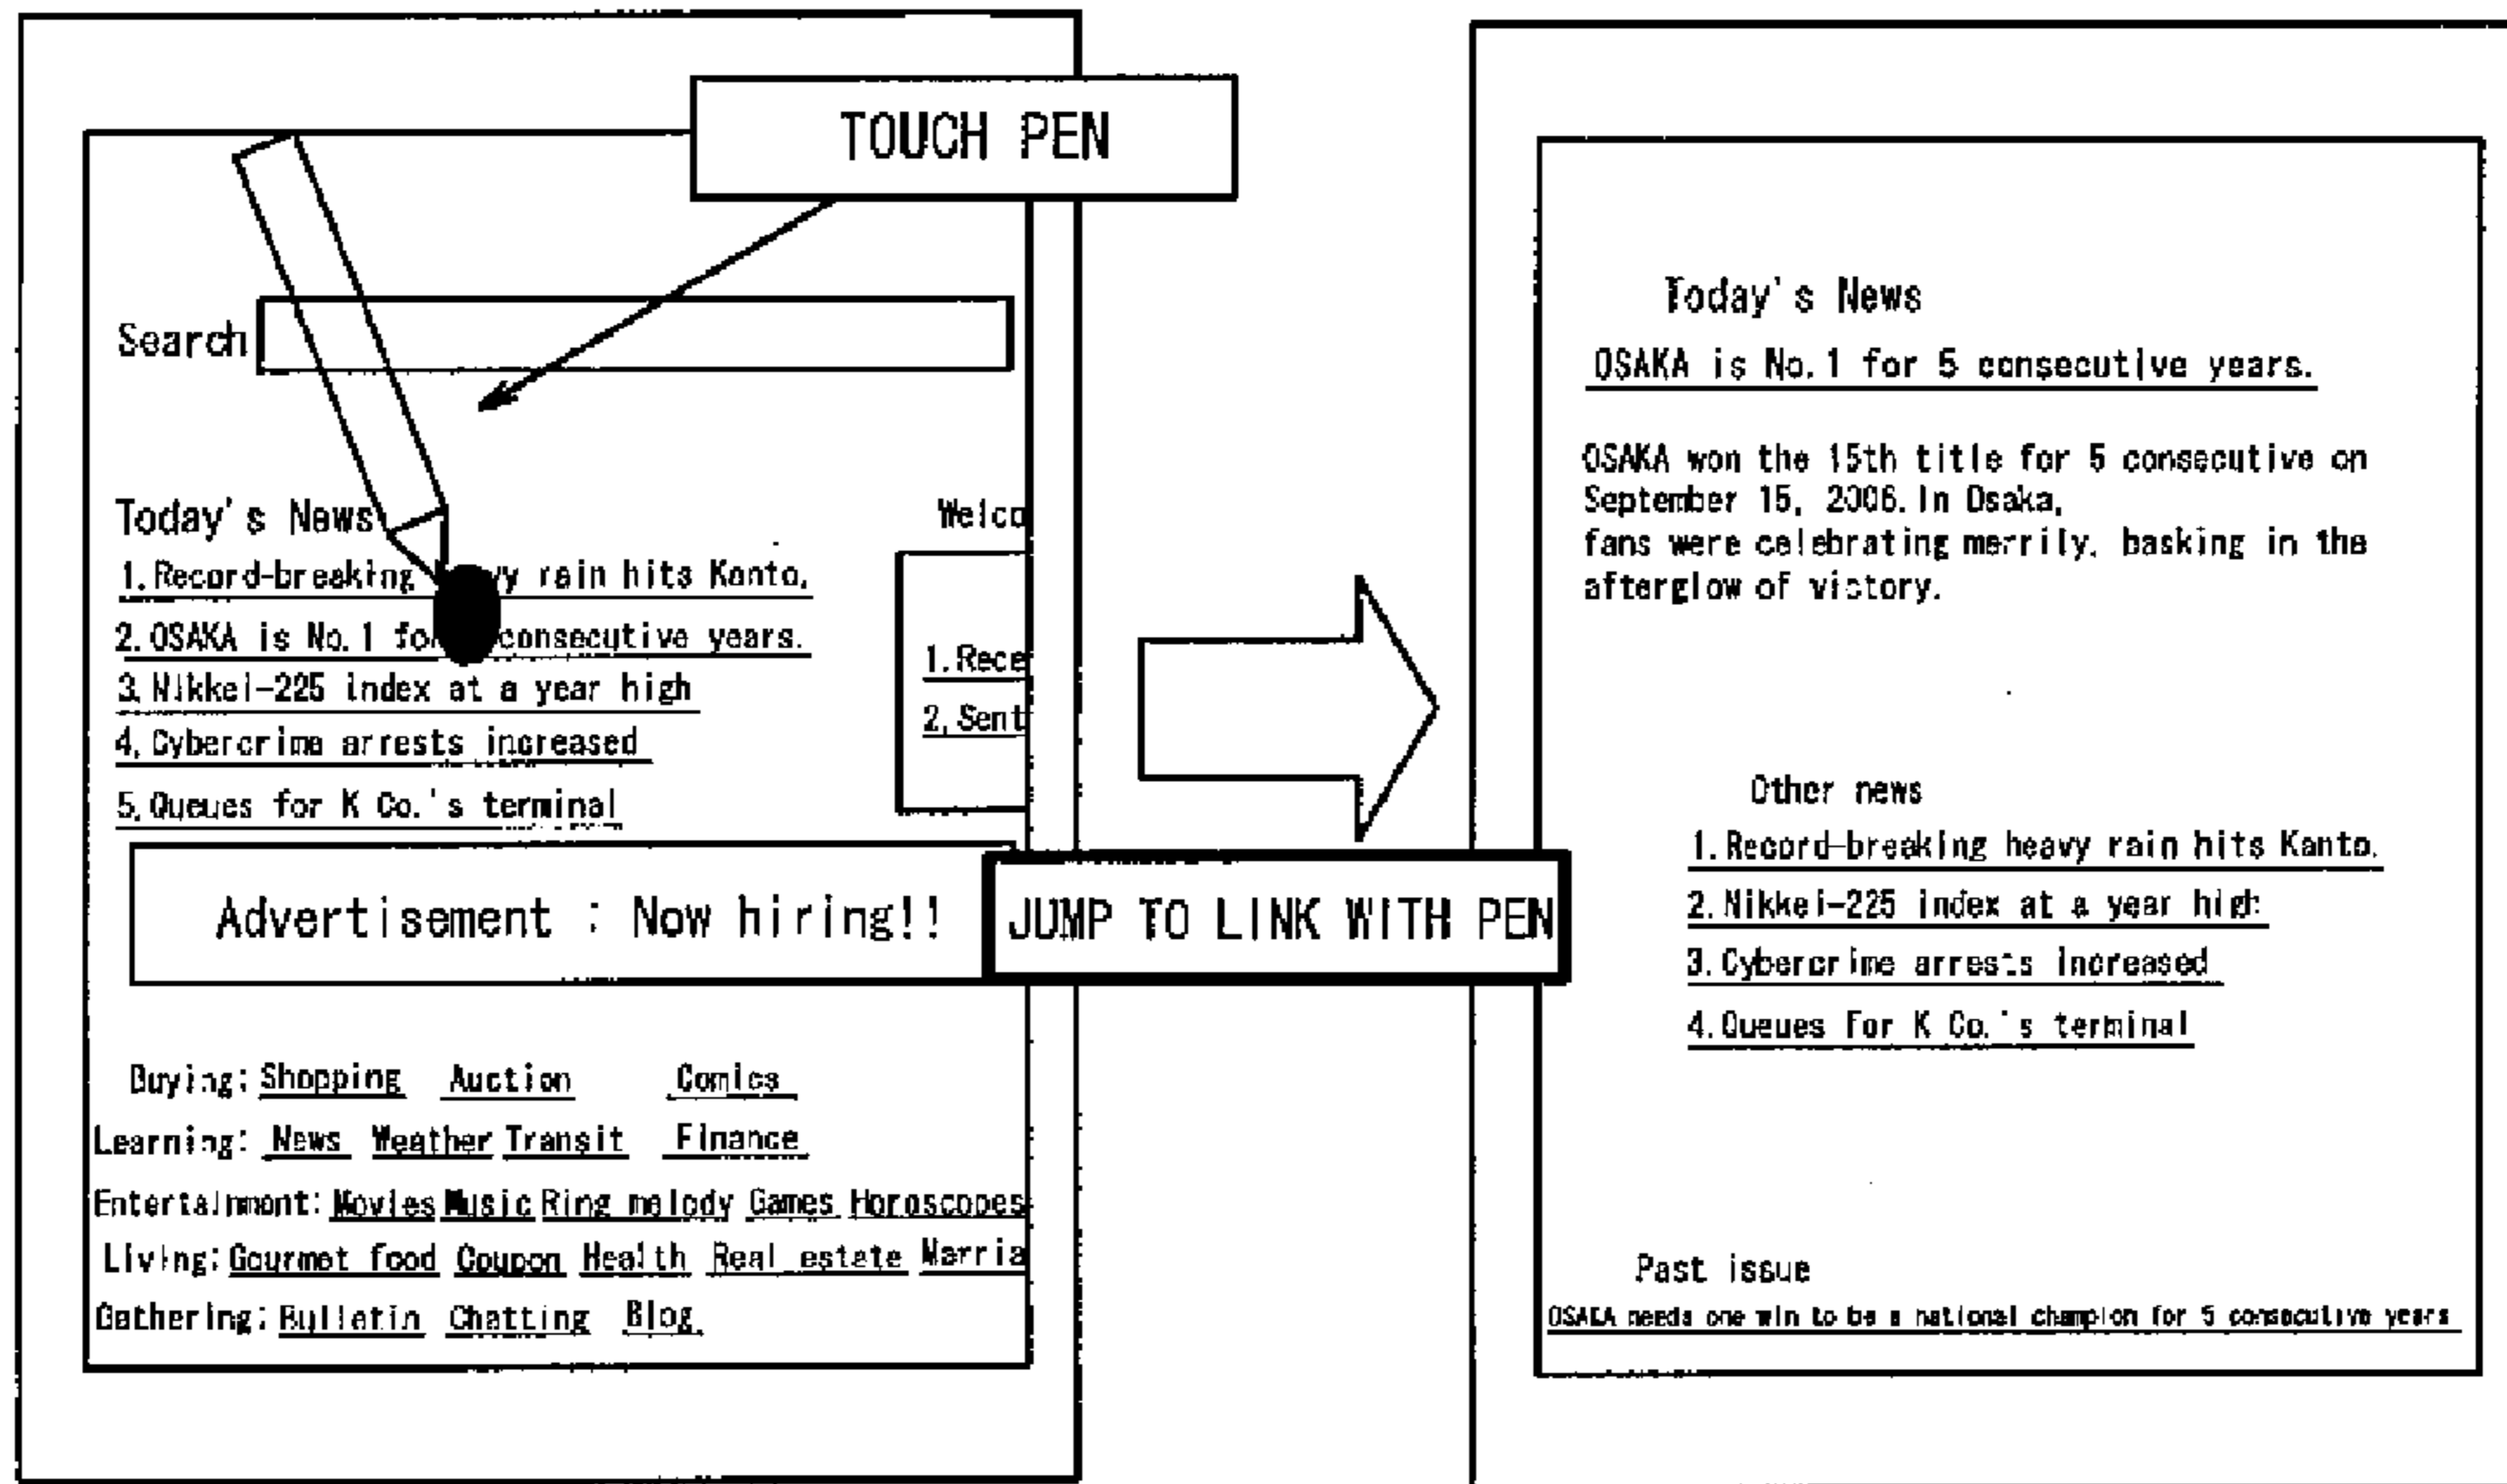 TOUCH PEN
Search
Today's News
1.Record-breaking vy rain hits Kanto.
2.OSAKA is No.1 fo consecutive years.
3.Nikkei-225 index at a year high
4.Cybercrime arrests increased
5.Queues for K Co.'s terminal
Welco
1.Rece
2.Sent
Advertisement : Now hiring!!
JUMP TO LINK WITH PEN
Buying: Shopping Auction Comics
Learning: News Weather Transit Finance
Entertainment: Movies Music Ring melody Games Horoscopes
Living: Gourmet food Coupon Health Real estate Marria
Gathering: Bulletin Chatting Blog
Today's News
OSAKA is No.1 for 5 consecutive years.
OSAKA won the 15th title for 5 consecutive on
September 15, 2006. In Osaka,
fans were celebrating merrily, basking in the
afterglow of victory.
Other news
1.Record-breaking heavy rain hits Kanto.
2.Nikkei-225 index at a year high
3.Cybercrime arrests increased
4.Queues for K Co.'s terminal
Past issue
OSAKA needs one win to be a national champion for 5 consecutive years